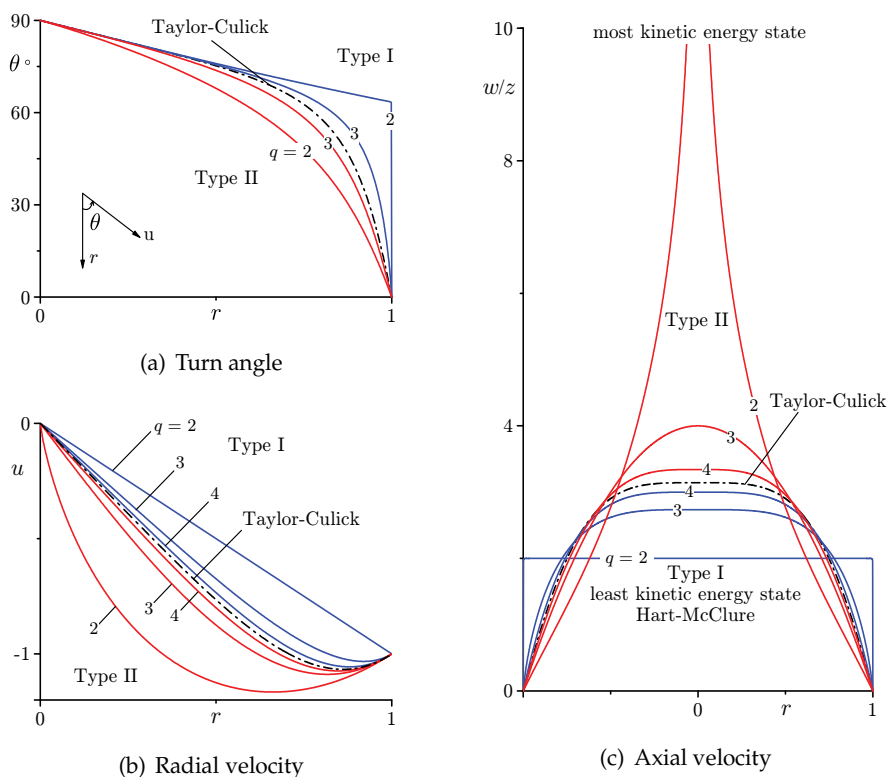 90
θ°
60
30
0
Taylor-Culick
Type I
2
3
3
q = 2
Type II
θ
u
r
0
r
1
(a) Turn angle
0
u
-1
q = 2
Type I
3
4
Taylor-Culick
4
3
2
Type II
0
r
1
(b) Radial velocity
10
most kinetic energy state
w/z
8
Type II
2
Taylor-Culick
4
3
4
4
3
q = 2
Type I
least kinetic energy state
Hart-McClure
0
0
r
1
(c) Axial velocity